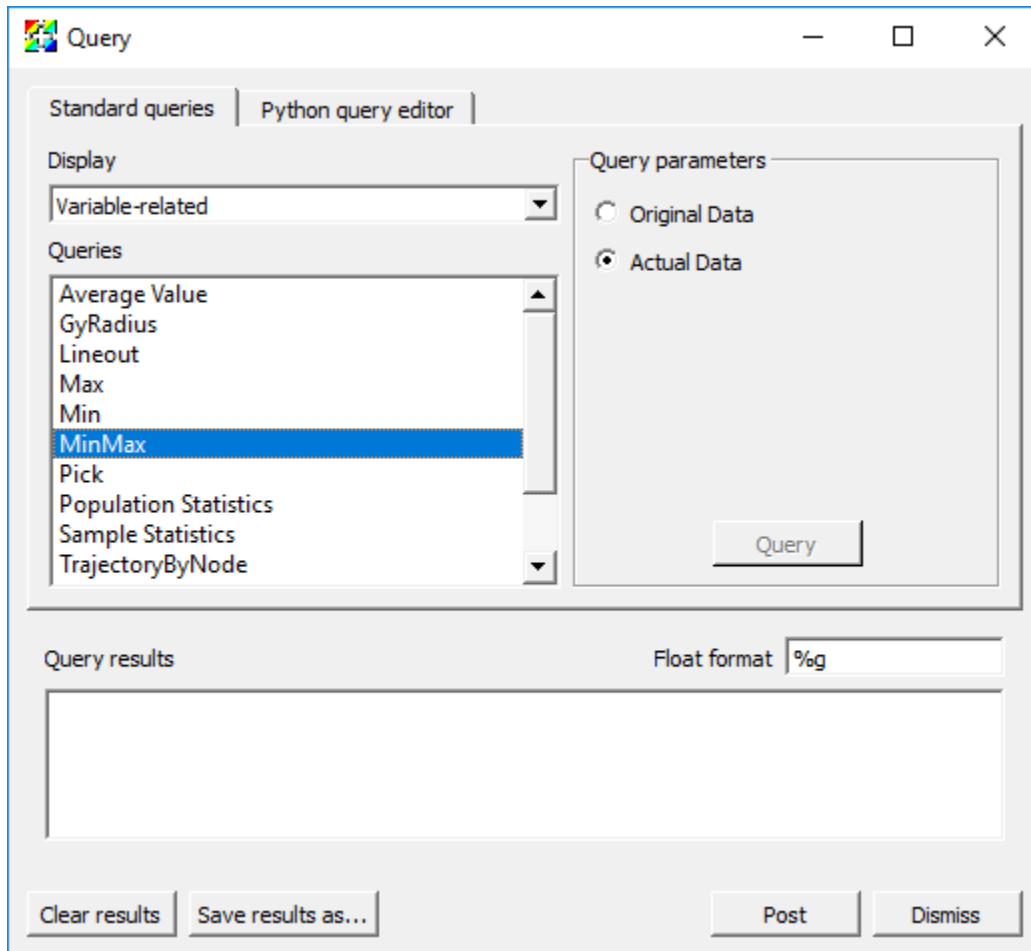 Query
Standard queries
Python query editor
Display
Variable-related
Queries
Average Value
GyRadius
Lineout
Max
Min
MinMax
Pick
Population Statistics
Sample Statistics
TrajectoryByNode
Query parameters
Original Data
Actual Data
Query
Query results
Float format %g
Clear results
Save results as...
Post
Dismiss